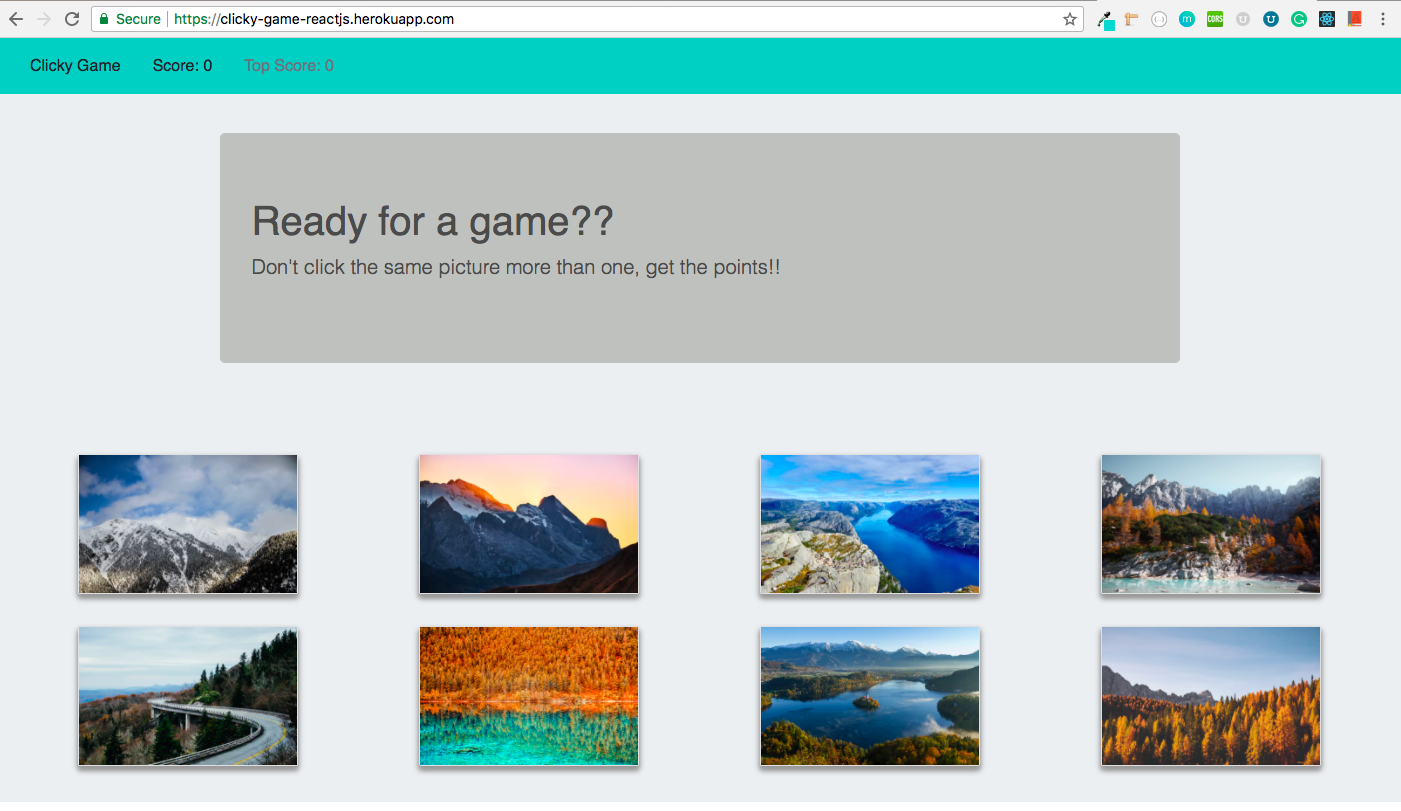 Secure https://clicky-game-reactjs.herokuapp.com
CORS
Clicky Game Score: 0 Top Score: 0
Ready for a game??
Don't click the same picture more than one, get the points!!